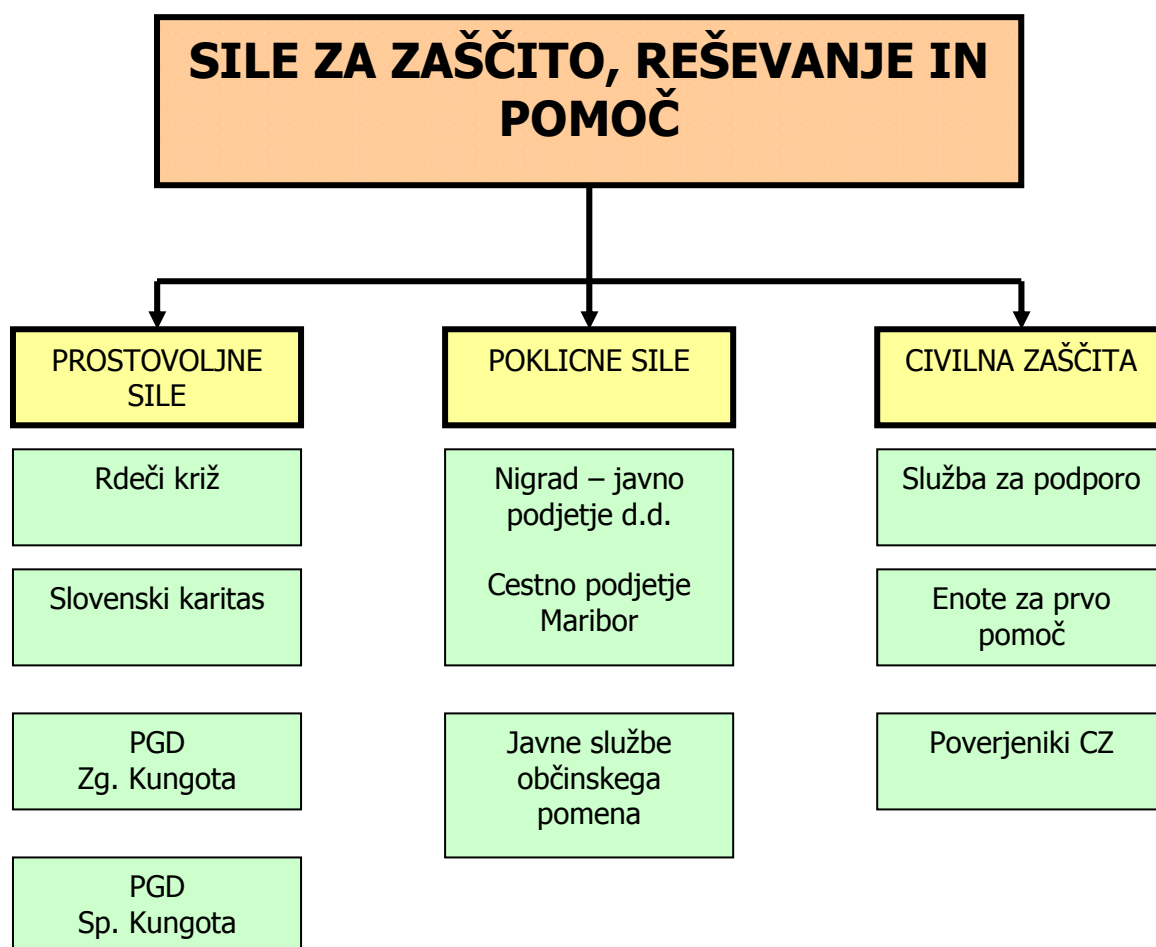 SILE ZA ZAŠČITO, REŠEVANJE IN
POMOČ
PROSTOVOLJNE
SILE
Rdeči križ
Slovenski karitas
PGD
Zg. Kungota
PGD
Sp. Kungota
POKLICNE SILE
Nigrad – javno
podjetje d.d.
Cestno podjetje
Maribor
Javne službe
občinskega
pomena
CIVILNA ZAŠČITA
Služba za podporo
Enote za prvo
pomoč
Poverjeniki CZ